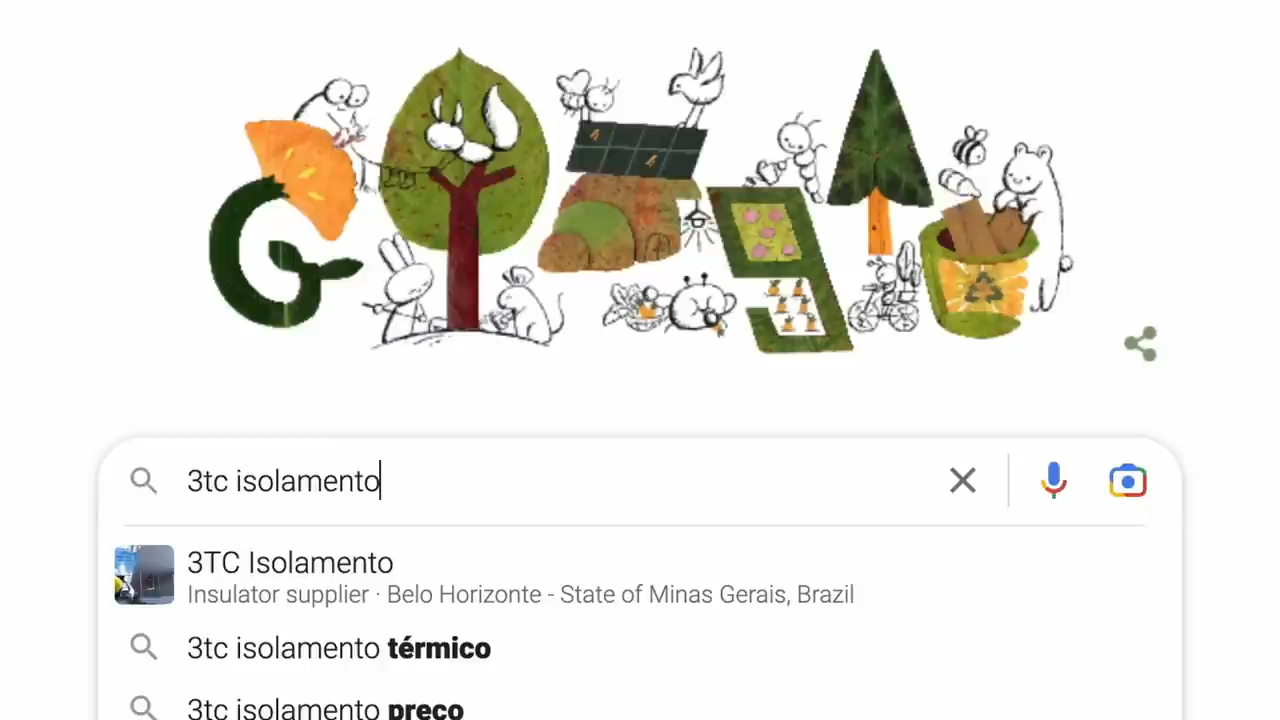 3tc isolamento
3TC Isolamento
Insulator supplier · Belo Horizonte - State of Minas Gerais, Brazil
3tc isolamento térmico
3tc isolamento preço